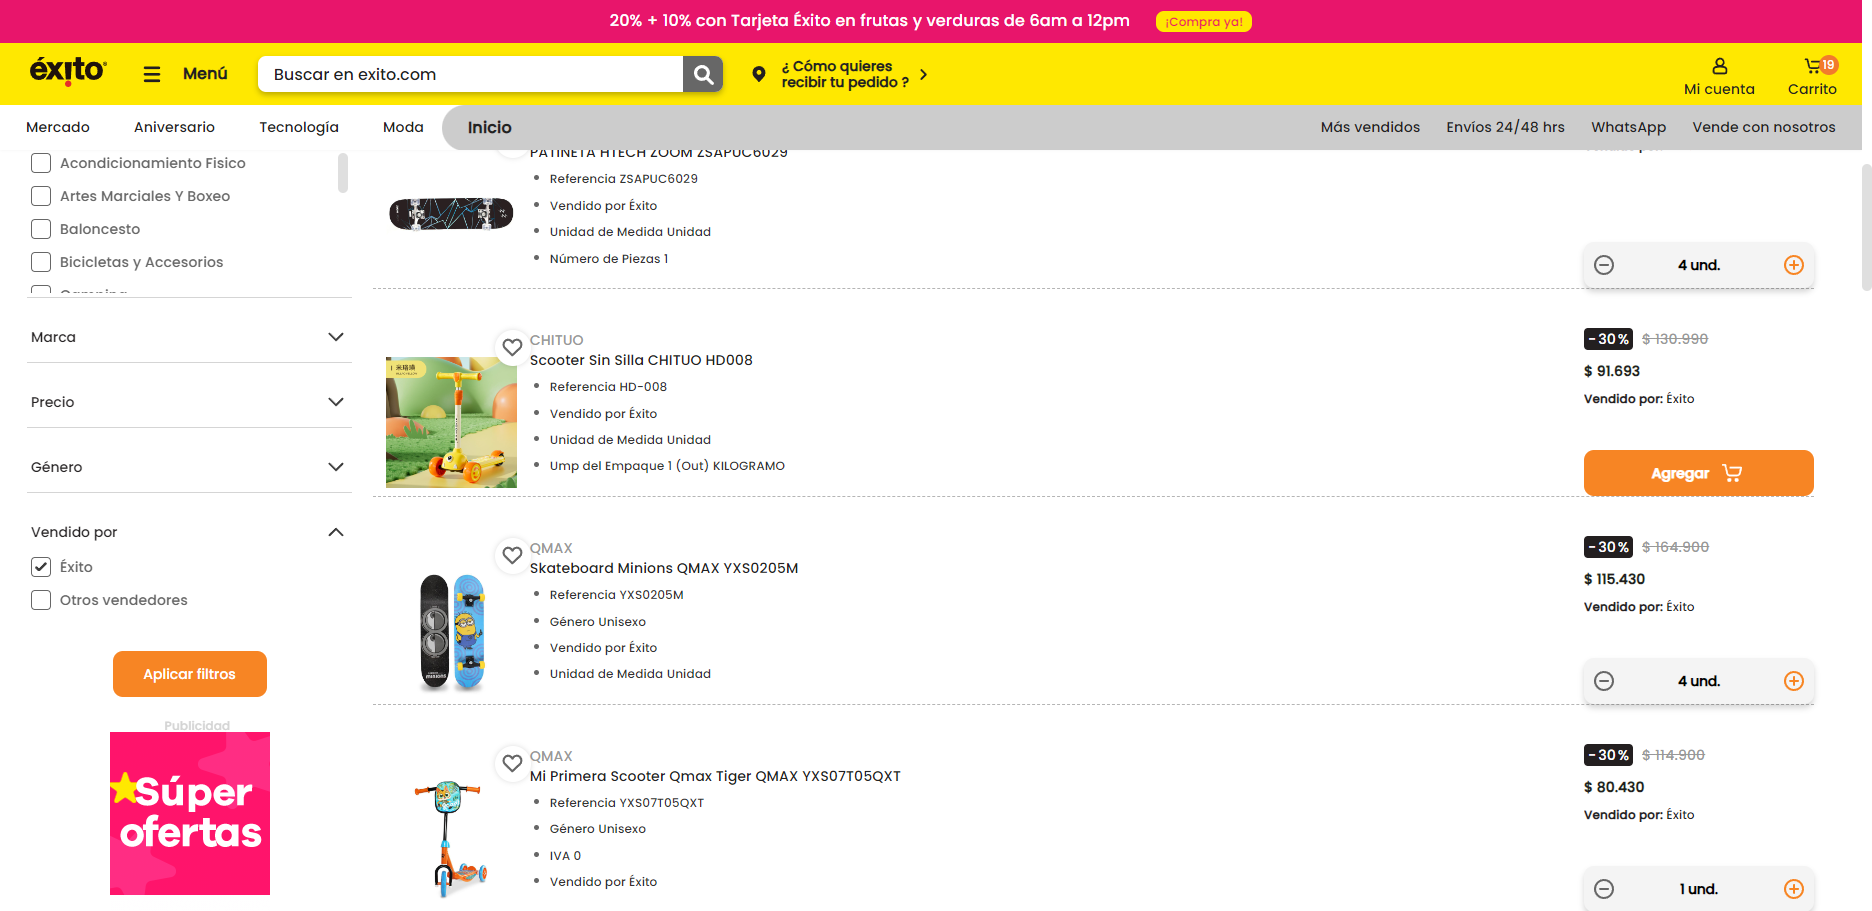 20% + 10% con Tarjeta Éxito en frutas y verduras de 6am a 12pm
¡Compra ya!
éxito
Menú
Buscar en exito.com
¿ Cómo quieres
recibir tu pedido ?
Mi cuenta
19
Carrito
Mercado
Aniversario
Tecnología
Moda
Inicio
Más vendidos
Envíos 24/48 hrs
WhatsApp
Vende con nosotros
Acondicionamiento Fisico
Artes Marciales Y Boxeo
Baloncesto
Bicicletas y Accesorios
Camping
Marca
Precio
Género
Vendido por
Éxito
Otros vendedores
Aplicar filtros
Publicidad
Súper
ofertas
PATINETA HTECH ZOOM ZSAPUC6029
Referencia ZSAPUC6029
Vendido por Éxito
Unidad de Medida Unidad
Número de Piezas 1
4 und.
CHITUO
Scooter Sin Silla CHITUO HD008
Referencia HD-008
Vendido por Éxito
Unidad de Medida Unidad
Ump del Empaque 1 (Out) KILOGRAMO
-30%
$ 130.990
$ 91.693
Vendido por: Éxito
Agregar
QMAX
Skateboard Minions QMAX YXS0205M
Referencia YXS0205M
Género Unisexo
Vendido por Éxito
Unidad de Medida Unidad
-30%
$ 164.900
$ 115.430
Vendido por: Éxito
4 und.
QMAX
Mi Primera Scooter Qmax Tiger QMAX YXS07T05QXT
Referencia YXS07T05QXT
Género Unisexo
IVA 0
Vendido por Éxito
-30%
$ 114.900
$ 80.430
Vendido por: Éxito
1 und.